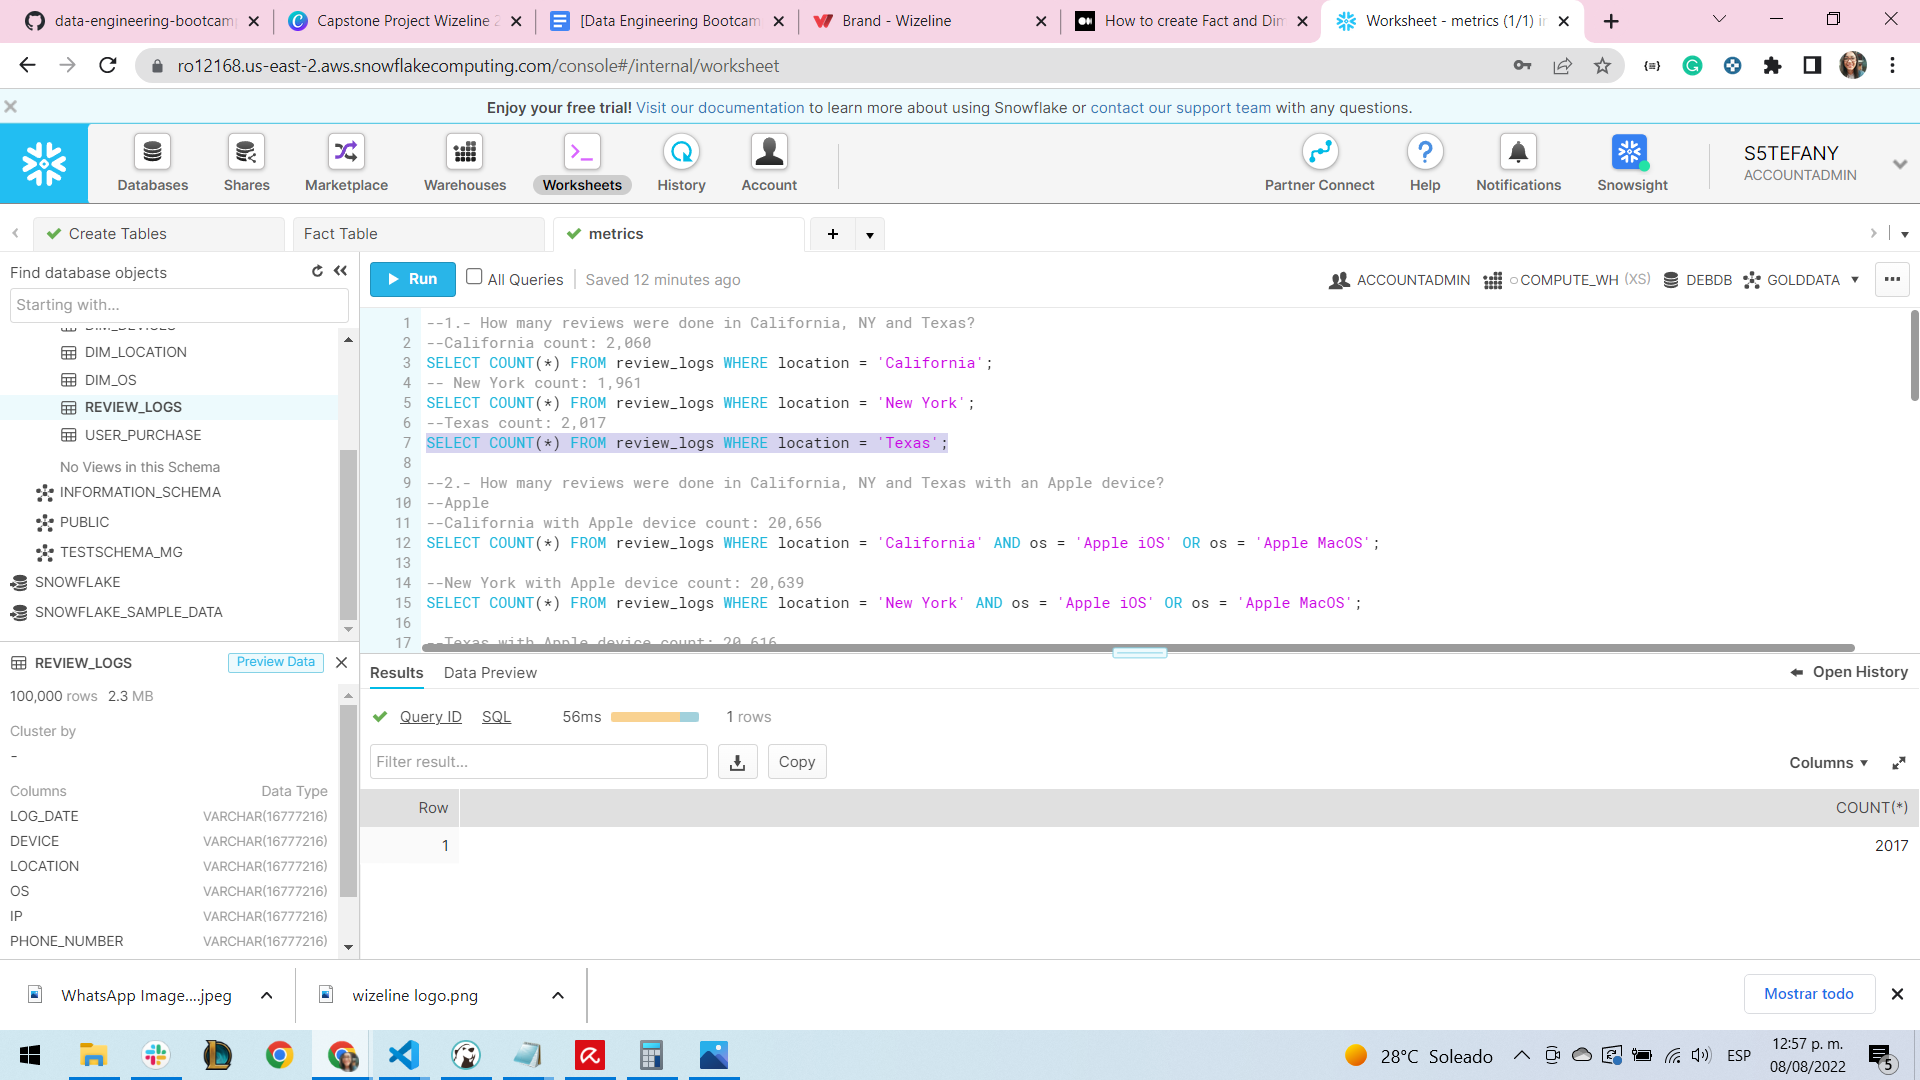 data-engineering-bootcam
Capstone Project Wizeline 2
[Data Engineering Bootcam
Brand - Wizeline
How to create Fact and Dim
Worksheet - metrics (1/1) in
ro12168.us-east-2.aws.snowflakecomputing.com/console#/internal/worksheet
Enjoy your free trial! Visit our documentation to learn more about using Snowflake or contact our support team with any questions.
Databases
Shares
Marketplace
Warehouses
Worksheets
History
Account
Partner Connect
Help
Notifications
Snowsight
S5TEFANY
ACCOUNTADMIN
Create Tables
Fact Table
metrics
Find database objects
Starting with...
DIM_DEVICES
DIM_LOCATION
DIM_OS
REVIEW_LOGS
USER_PURCHASE
No Views in this Schema
INFORMATION_SCHEMA
PUBLIC
TESTSCHEMA_MG
SNOWFLAKE
SNOWFLAKE_SAMPLE_DATA
Run
All Queries
Saved 12 minutes ago
ACCOUNTADMIN
COMPUTE_WH (XS)
DEBDB
GOLDDATA
1 --1.- How many reviews were done in California, NY and Texas?
2 --California count: 2,060
3 SELECT COUNT(*) FROM review_logs WHERE location = 'California';
4 -- New York count: 1,961
5 SELECT COUNT(*) FROM review_logs WHERE location = 'New York';
6 --Texas count: 2,017
7 SELECT COUNT(*) FROM review_logs WHERE location = 'Texas';
8
9 --2.- How many reviews were done in California, NY and Texas with an Apple device?
10 --Apple
11 --California with Apple device count: 20,656
12 SELECT COUNT(*) FROM review_logs WHERE location = 'California' AND os = 'Apple iOS' OR os = 'Apple MacOS';
13
14 --New York with Apple device count: 20,639
15 SELECT COUNT(*) FROM review_logs WHERE location = 'New York' AND os = 'Apple iOS' OR os = 'Apple MacOS';
16
17 --Texas with Apple device count: 20,616
REVIEW_LOGS
Preview Data
100,000 rows 2.3 MB
Cluster by
-
Columns Data Type
LOG_DATE VARCHAR(16777216)
DEVICE VARCHAR(16777216)
LOCATION VARCHAR(16777216)
OS VARCHAR(16777216)
IP VARCHAR(16777216)
PHONE_NUMBER VARCHAR(16777216)
Results
Data Preview
Open History
Query ID
SQL
56ms
1 rows
Filter result...
Copy
Columns
Row COUNT(*)
1 2017
WhatsApp Image....jpeg
wizeline logo.png
Mostrar todo
28°C Soleado
ESP
12:57 p. m.
08/08/2022
5